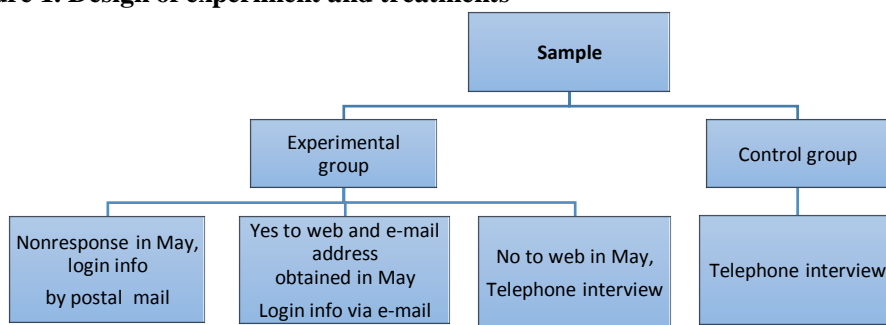 1. Design of experiment and treatments
Sample
Experimental
group
Control group
Nonresponse in May,
login info
by postal mail
Yes to web and e-mail
address
obtained in May
Login info via e-mail
No to web in May,
Telephone interview
Telephone interview